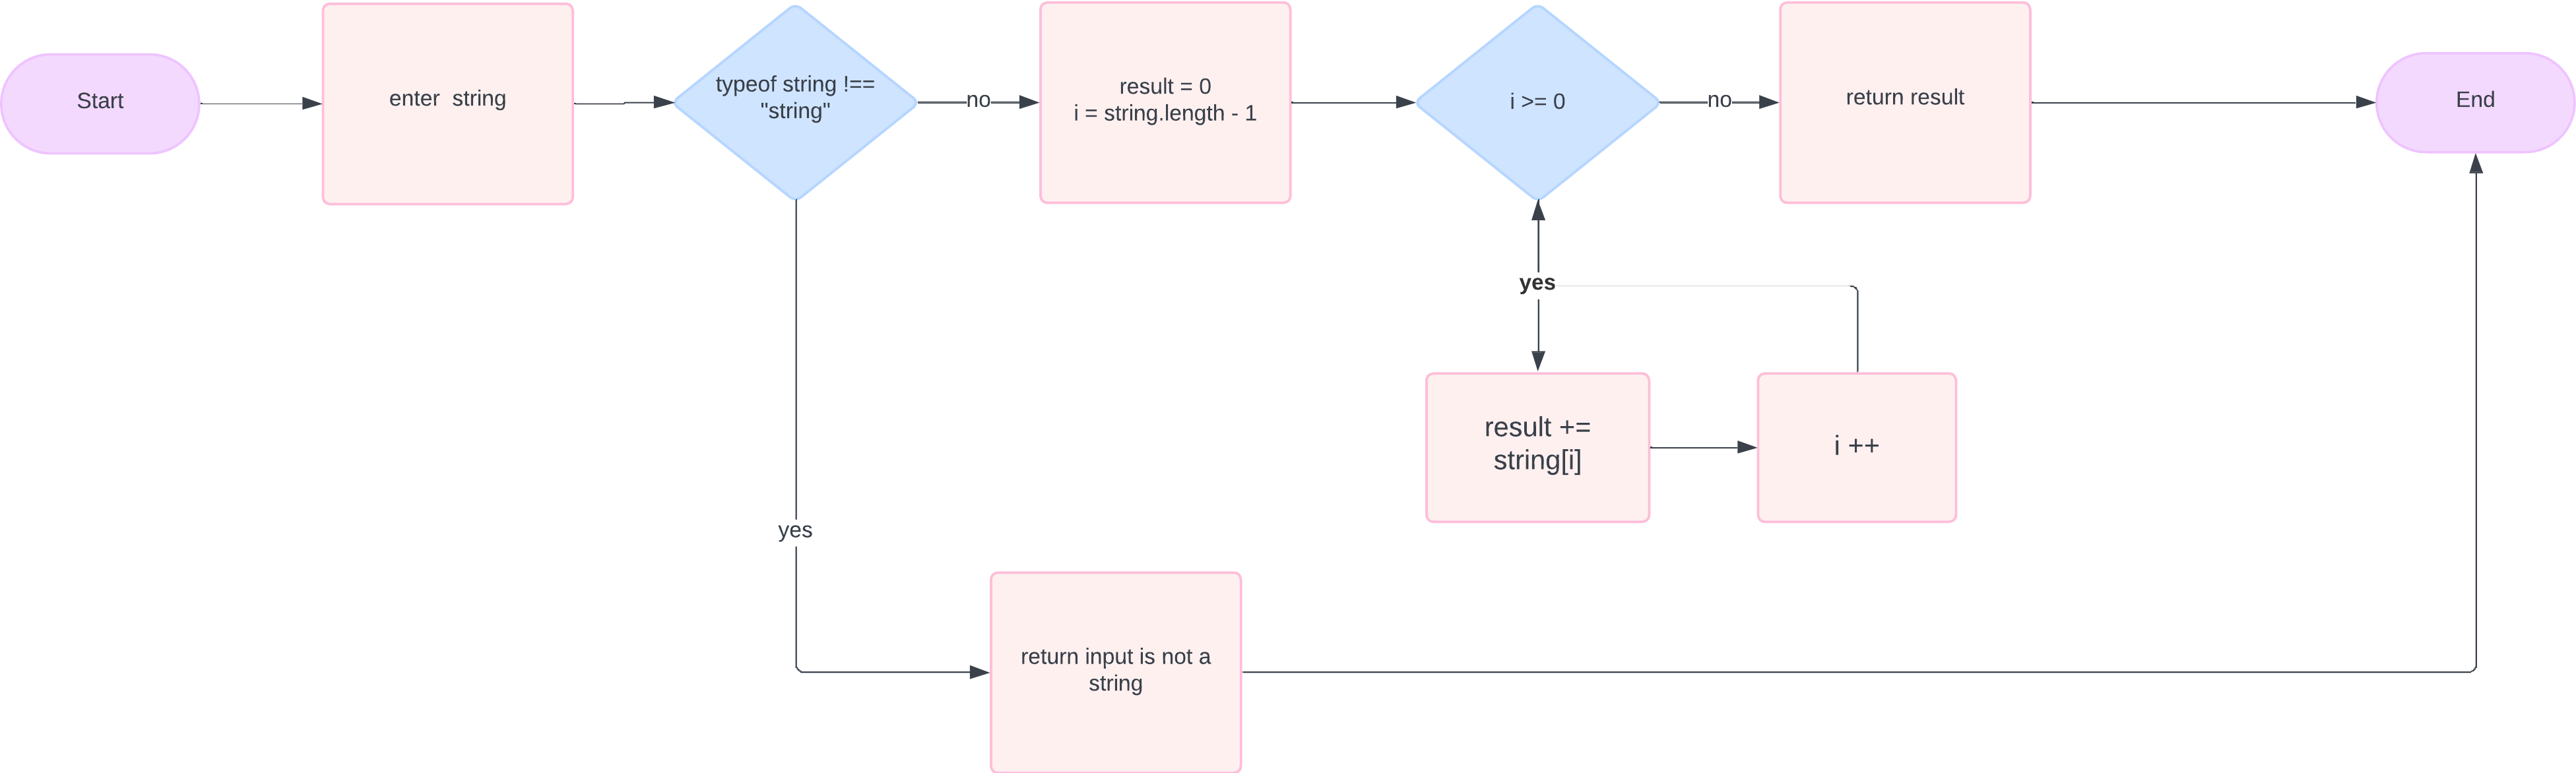 Start
enter  string
typeof string !==
"string"
no
result = 0
i = string.length - 1
i >= 0
no
return result
End
yes
result +=
string[i]
i ++
yes
return input is not a
string